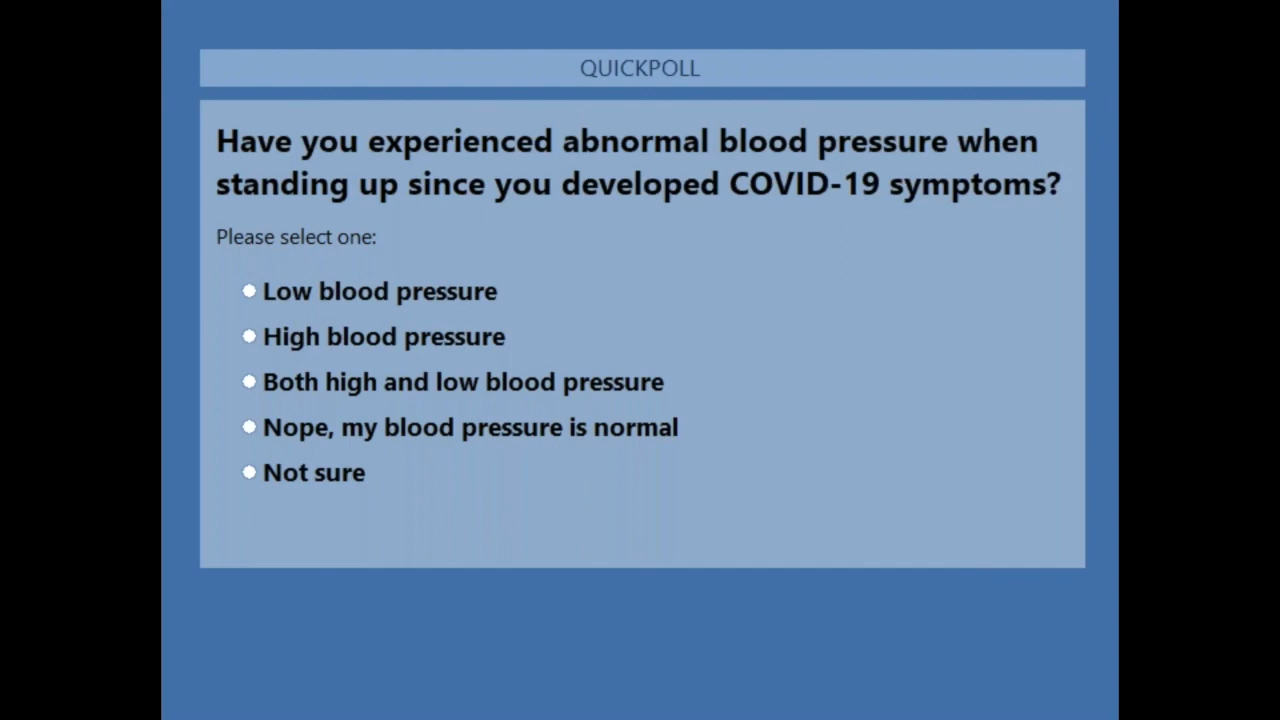 QUICKPOLL
Have you experienced abnormal blood pressure when
standing up since you developed COVID-19 symptoms?
Please select one:
Low blood pressure
High blood pressure
Both high and low blood pressure
Nope, my blood pressure is normal
Not sure